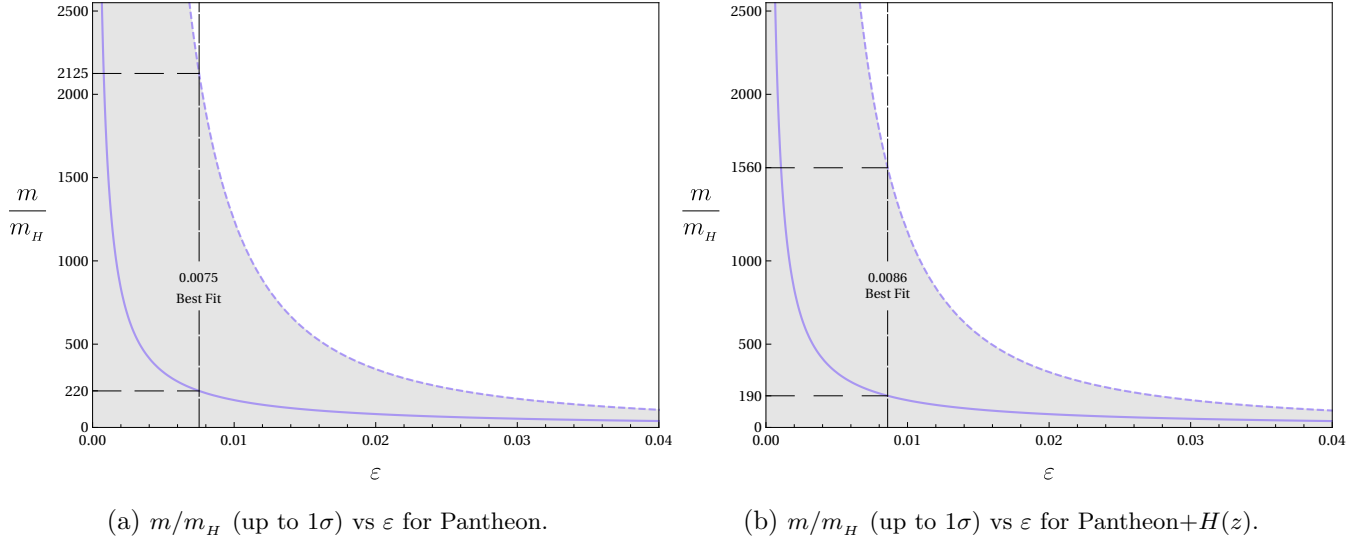 2500
2125
2000
1500
m
m_H
1000
500
220
0
0.0075
Best Fit
0.00 0.01 0.02 0.03 0.04
ε
(a) m/m_H (up to 1σ) vs ε for Pantheon.
2500
2000
1560
1500
m
m_H
1000
500
190
0
0.0086
Best Fit
0.00 0.01 0.02 0.03 0.04
ε
(b) m/m_H (up to 1σ) vs ε for Pantheon+H(z).